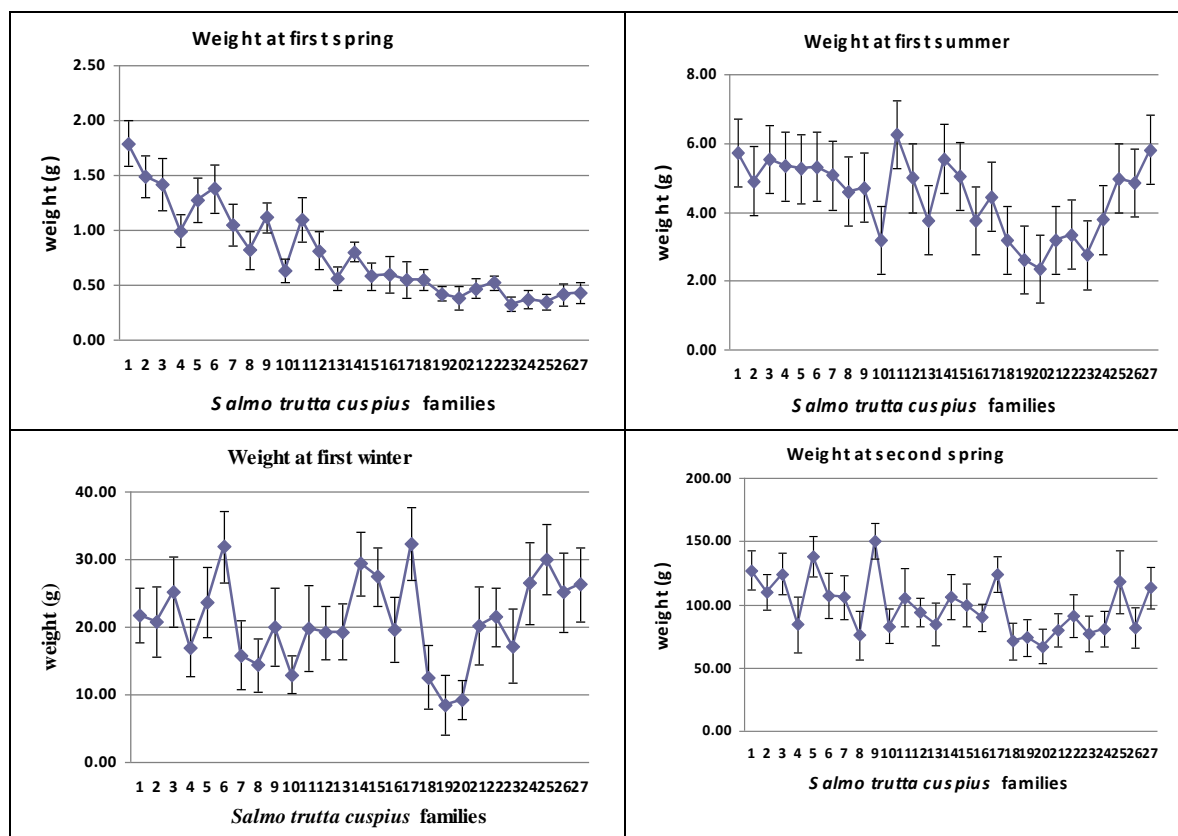 Weight at first spring
weight (g)
2.50
2.00
1.50
1.00
0.50
0.00
1 2 3 4 5 6 7 8 9 10 11 12 13 14 15 16 17 18 19 20 21 22 23 24 25 26 27
Salmo trutta cuspius families
Weight at first summer
weight (g)
8.00
6.00
4.00
2.00
0.00
1 2 3 4 5 6 7 8 9 10 11 12 13 14 15 16 17 18 19 20 21 22 23 24 25 26 27
Salmo trutta cuspius families
Weight at first winter
weight (g)
40.00
30.00
20.00
10.00
0.00
1 2 3 4 5 6 7 8 9 10 11 12 13 14 15 16 17 18 19 20 21 22 23 24 25 26 27
Salmo trutta cuspius families
Weight at second spring
weight (g)
200.00
150.00
100.00
50.00
0.00
1 2 3 4 5 6 7 8 9 10 11 12 13 14 15 16 17 18 19 20 21 22 23 24 25 26 27
Salmo trutta cuspius families